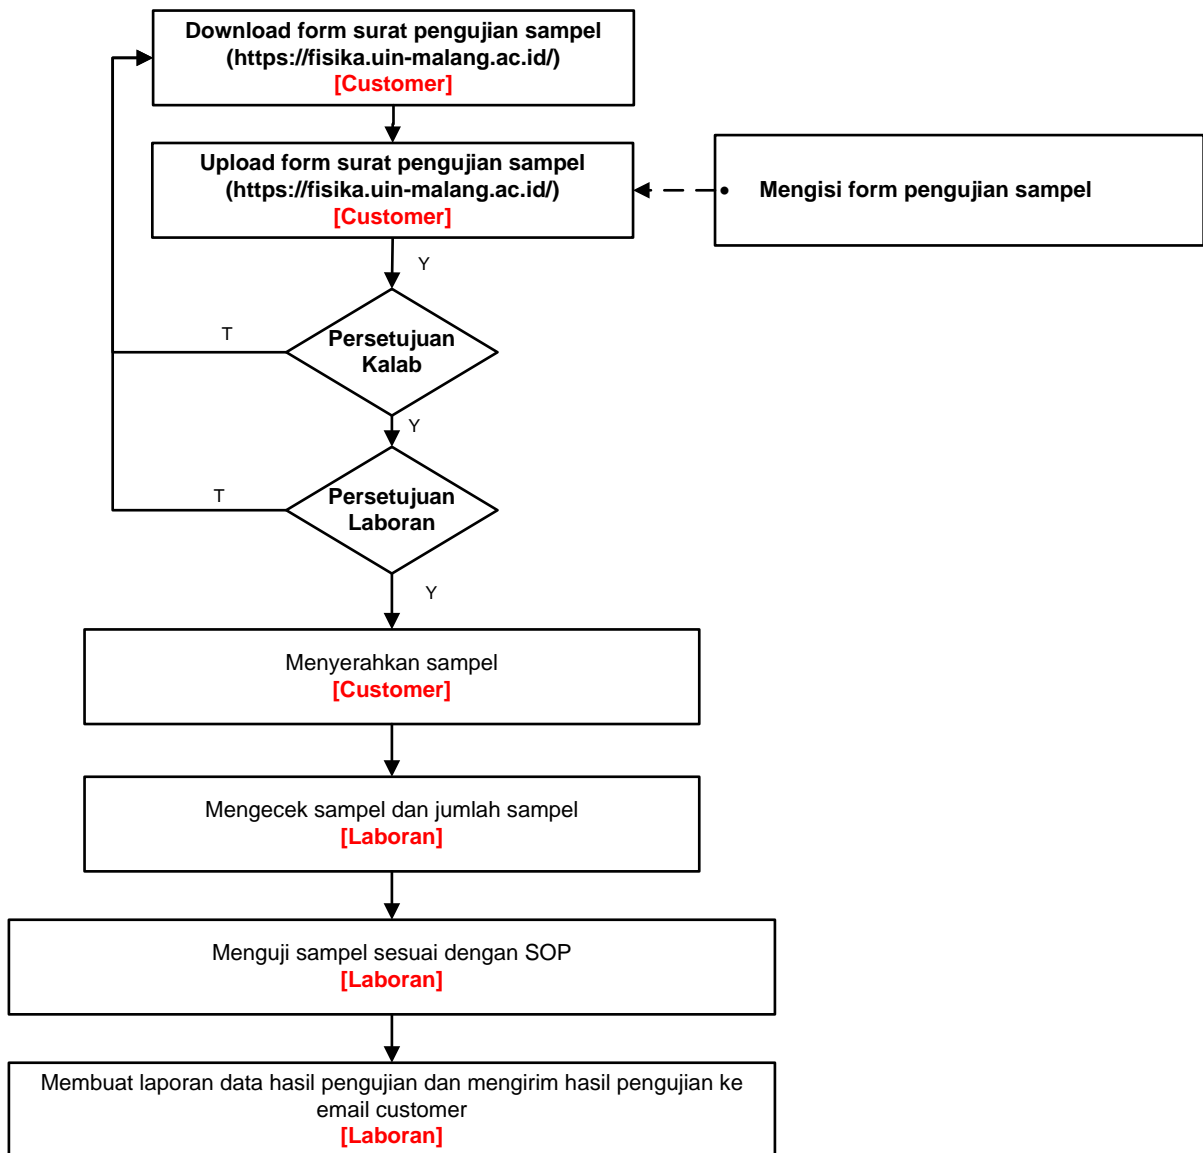 Download form surat pengujian sampel
(https://fisika.uin-malang.ac.id/)
[Customer]
Upload form surat pengujian sampel
(https://fisika.uin-malang.ac.id/)
[Customer]
• Mengisi form pengujian sampel
Y
Persetujuan
Kalab
T
Y
Persetujuan
Laboran
T
Y
Menyerahkan sampel
[Customer]
Mengecek sampel dan jumlah sampel
[Laboran]
Menguji sampel sesuai dengan SOP
[Laboran]
Membuat laporan data hasil pengujian dan mengirim hasil pengujian ke
email customer
[Laboran]